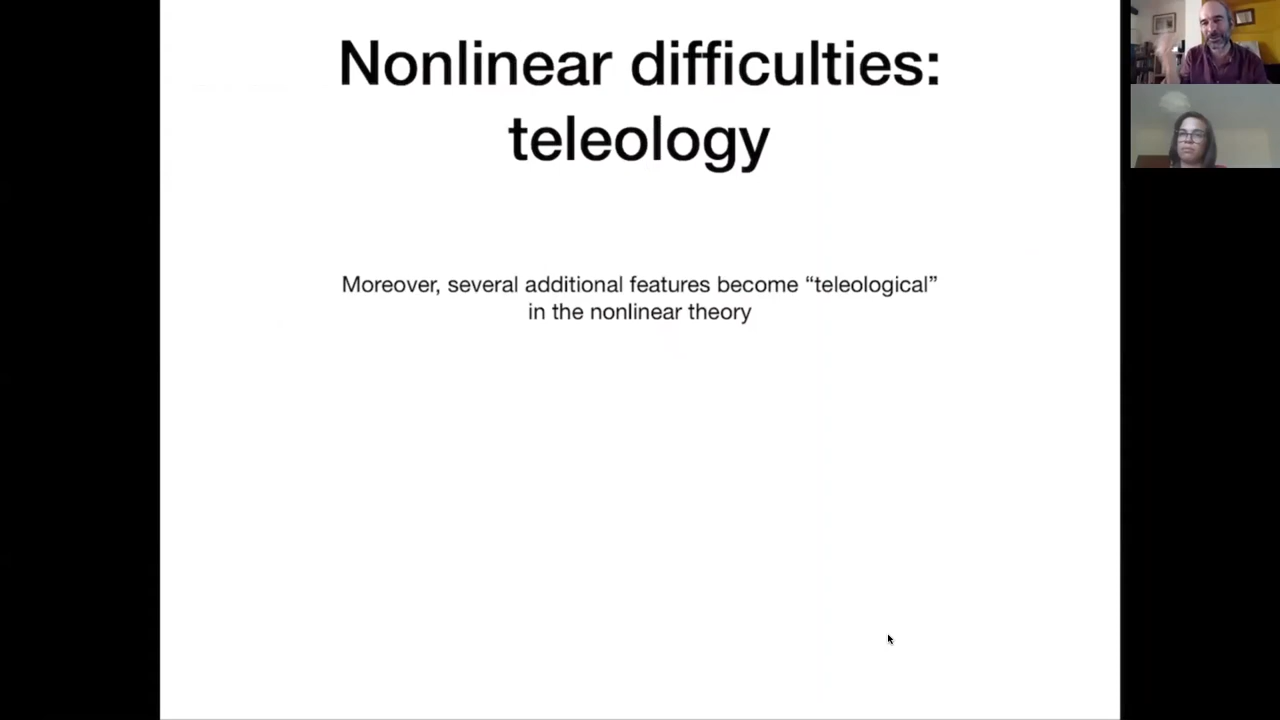 Nonlinear difficulties:
teleology
Moreover, several additional features become “teleological”
in the nonlinear theory